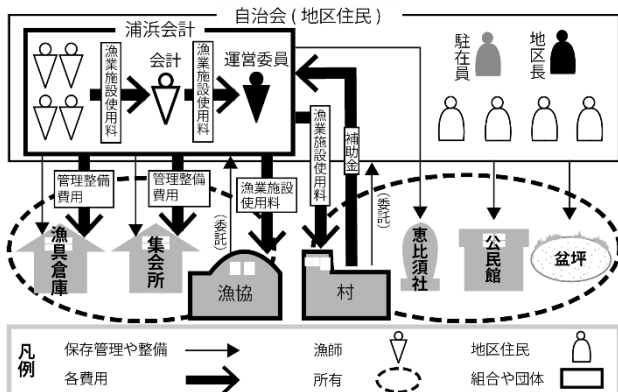 自治会(地区住民)
浦浜会計
漁業施設使用料
会計
漁業施設使用料
運営委員
駐在員
地区長
漁業施設使用料
補助金
管理整備
費用
管理整備
費用
漁業施設
使用料
(委託)
(委託)
漁具倉庫
集会所
漁協
村
恵比須社
公民館
盆坪
凡例
保存管理や整備
漁師
地区住民
各費用
所有
組合や団体